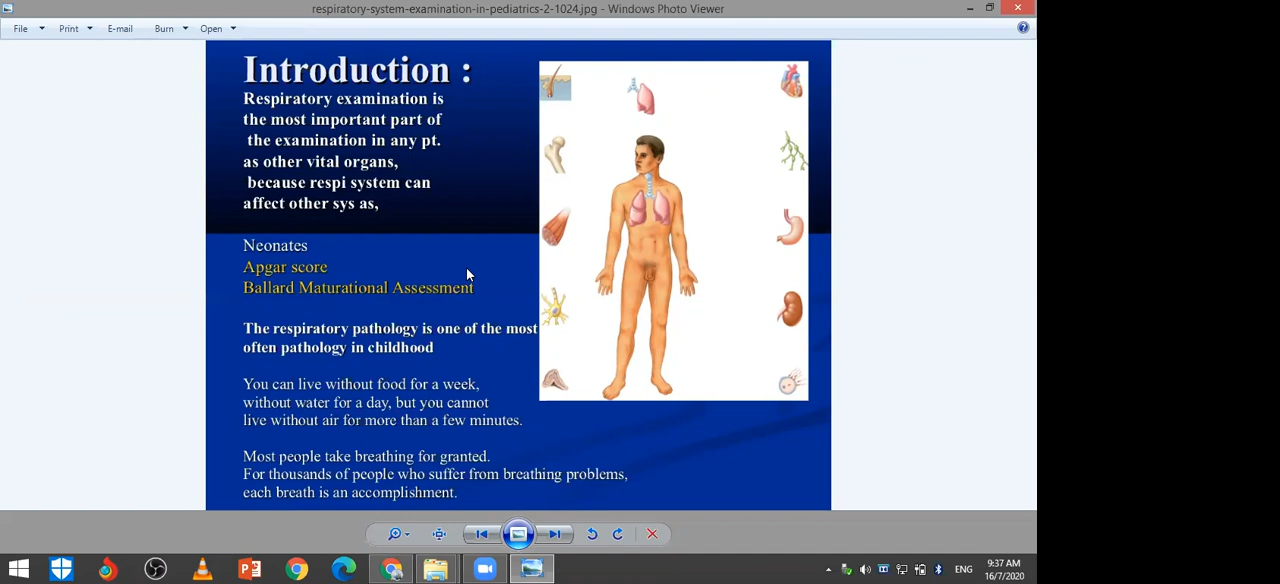 respiratory-system-examination-in-pediatrics-2-1024.jpg - Windows Photo Viewer
File Print E-mail Burn Open
Introduction :
Respiratory examination is
the most important part of
the examination in any pt.
as other vital organs,
because respi system can
affect other sys as,
Neonates
Apgar score
Ballard Maturational Assessment
The respiratory pathology is one of the most
often pathology in childhood
You can live without food for a week,
without water for a day, but you cannot
live without air for more than a few minutes.
Most people take breathing for granted.
For thousands of people who suffer from breathing problems,
each breath is an accomplishment.
ENG
9:37 AM
16/7/2020